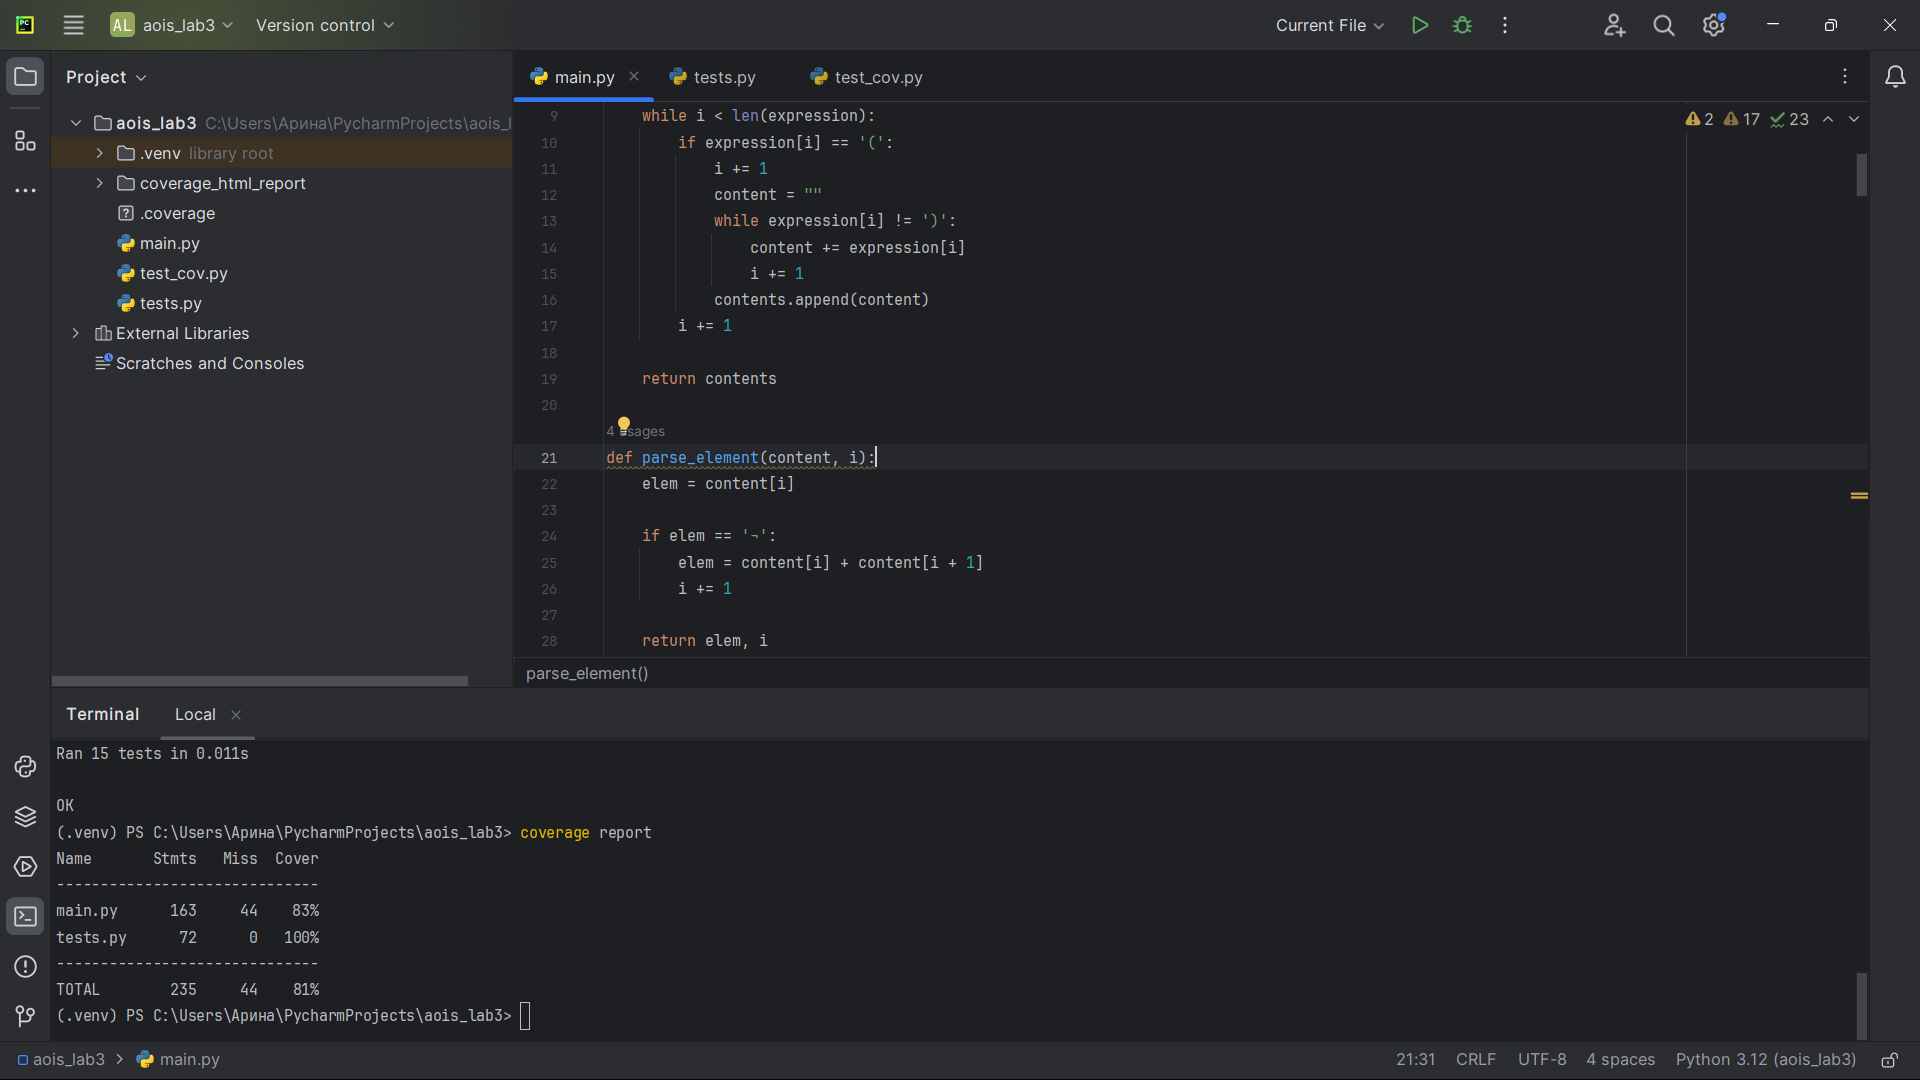 PC
AL aois_lab3 Version control Current File
Project
aois_lab3 C:\Users\Арина\PycharmProjects\aois_l
.venv library root
coverage_html_report
.coverage
main.py
test_cov.py
tests.py
External Libraries
Scratches and Consoles
main.py tests.py test_cov.py
2 17 23
9 while i < len(expression):
10 if expression[i] == '(':
11 i += 1
12 content = ""
13 while expression[i] != ')':
14 content += expression[i]
15 i += 1
16 contents.append(content)
17 i += 1
18
19 return contents
20
4 usages
21 def parse_element(content, i):
22 elem = content[i]
23
24 if elem == '¬':
25 elem = content[i] + content[i + 1]
26 i += 1
27
28 return elem, i
parse_element()
Terminal Local
Ran 15 tests in 0.011s
OK
(.venv) PS C:\Users\Арина\PycharmProjects\aois_lab3> coverage report
Name Stmts Miss Cover
------------------------------
main.py 163 44 83%
tests.py 72 0 100%
------------------------------
TOTAL 235 44 81%
(.venv) PS C:\Users\Арина\PycharmProjects\aois_lab3>
aois_lab3 > main.py 21:31 CRLF UTF-8 4 spaces Python 3.12 (aois_lab3)